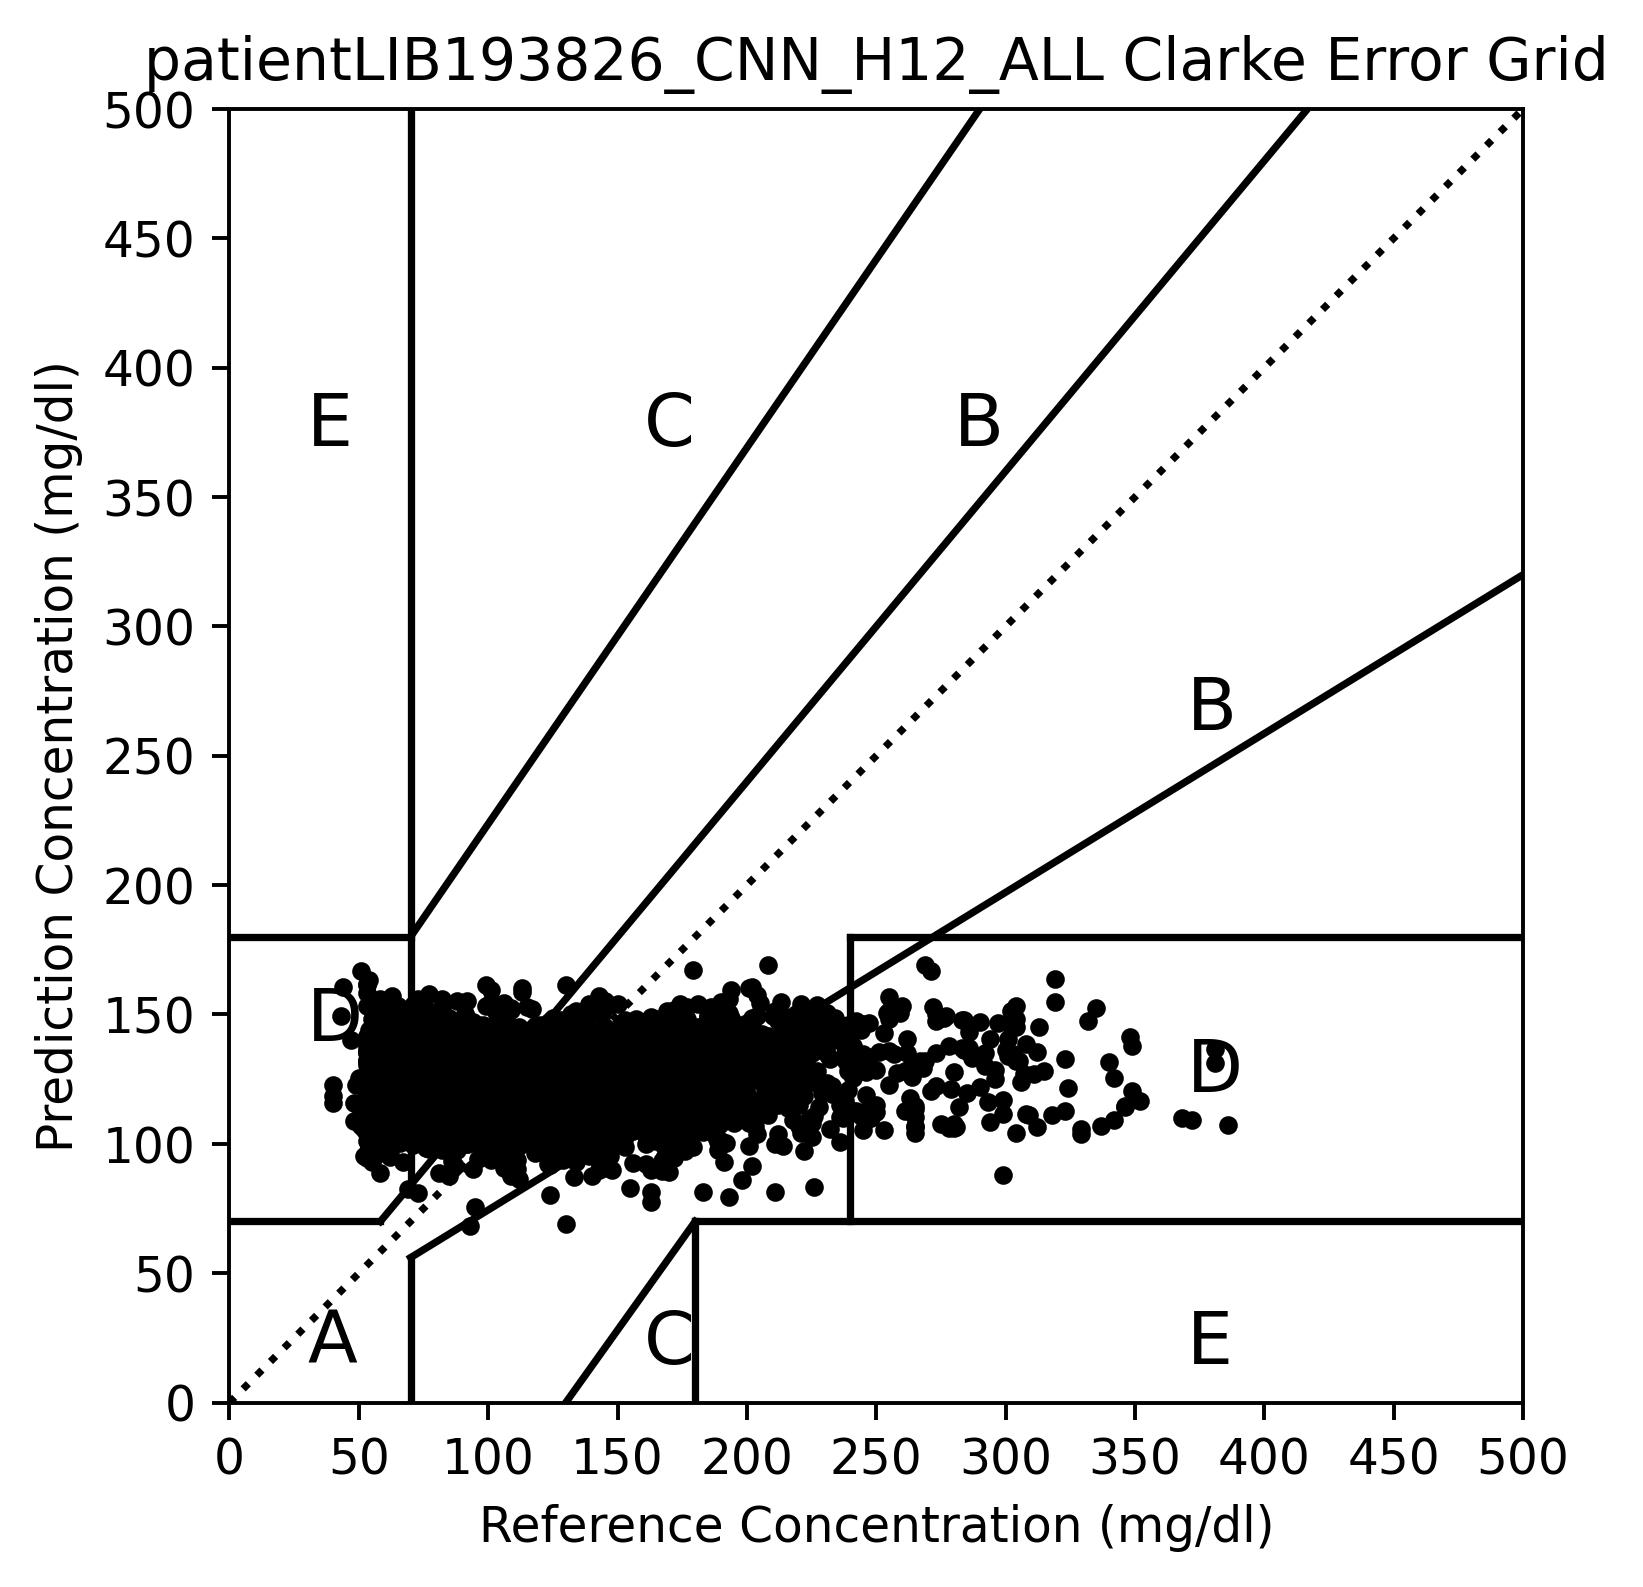 patientLIB193826_CNN_H12_ALL Clarke Error Grid
500
450
400
350
300
250
200
150
100
50
0
Prediction Concentration (mg/dl)
E
C
B
B
D
D
A
C
E
0 50 100 150 200 250 300 350 400 450 500
Reference Concentration (mg/dl)